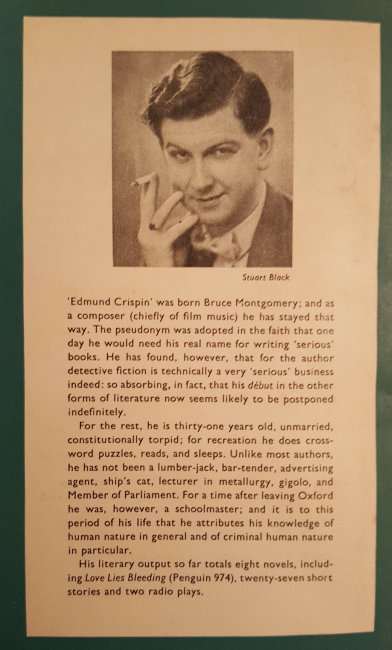 Stuart Black
'Edmund Crispin' was born Bruce Montgomery; and as
a composer (chiefly of film music) he has stayed that
way. The pseudonym was adopted in the faith that one
day he would need his real name for writing 'serious'
books. He has found, however, that for the author
detective fiction is technically a very 'serious' business
indeed: so absorbing, in fact, that his début in the other
forms of literature now seems likely to be postponed
indefinitely.
For the rest, he is thirty-one years old, unmarried,
constitutionally torpid; for recreation he does cross-
word puzzles, reads, and sleeps. Unlike most authors,
he has not been a lumber-jack, bar-tender, advertising
agent, ship's cat, lecturer in metallurgy, gigolo, and
Member of Parliament. For a time after leaving Oxford
he was, however, a schoolmaster; and it is to this
period of his life that he attributes his knowledge of
human nature in general and of criminal human nature
in particular.
His literary output so far totals eight novels, includ-
ing Love Lies Bleeding (Penguin 974), twenty-seven short
stories and two radio plays.